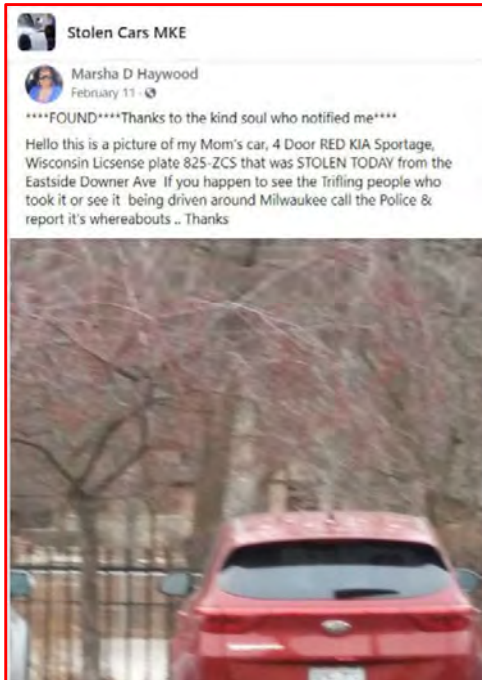 Stolen Cars MKE
Marsha D Haywood
February 11 ·
****FOUND****Thanks to the kind soul who notified me****
Hello this is a picture of my Mom's car, 4 Door RED KIA Sportage,
Wisconsin Licsense plate 825-ZCS that was STOLEN TODAY from the
Eastside Downer Ave If you happen to see the Trifling people who
took it or see it being driven around Milwaukee call the Police &
report it's whereabouts .. Thanks